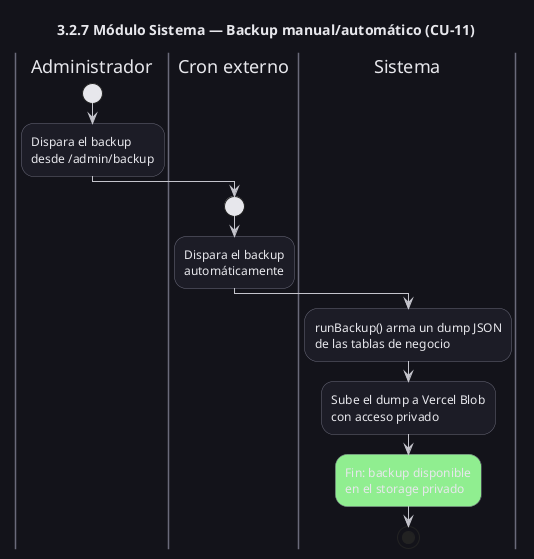 3.2.7 Módulo Sistema — Backup manual/automático (CU-11)
Administrador
Cron externo
Sistema
Dispara el backup
desde /admin/backup
Dispara el backup
automáticamente
runBackup() arma un dump JSON
de las tablas de negocio
Sube el dump a Vercel Blob
con acceso privado
Fin: backup disponible
en el storage privado